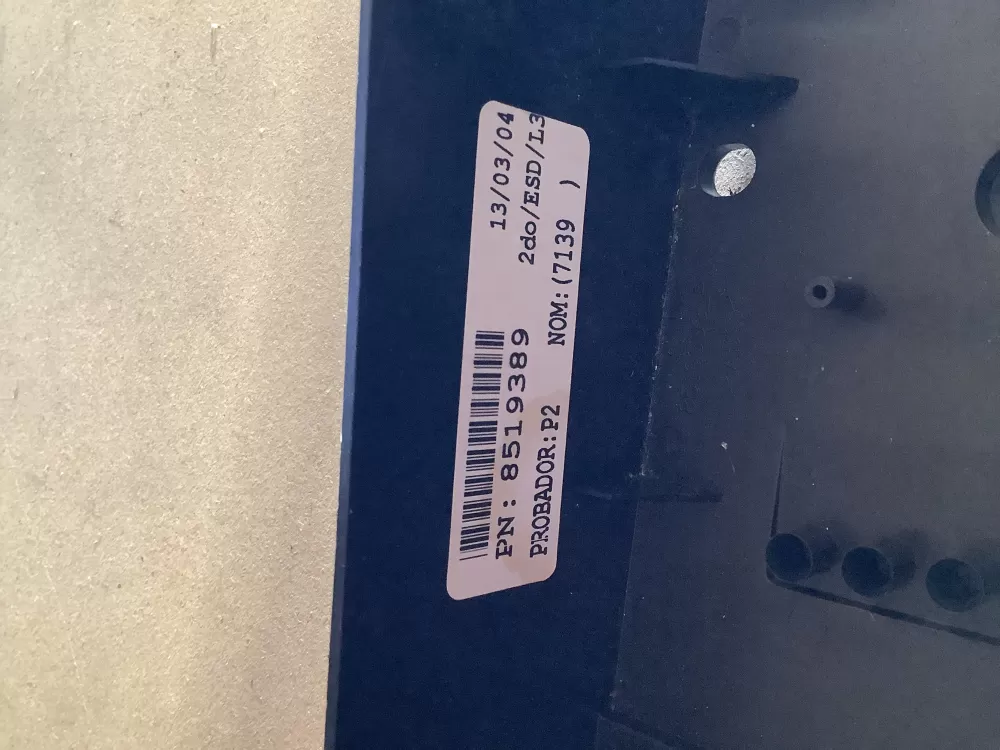 13/03/04
2do/ESD/L3
PN: 8519389
PROBADOR:P2 NOM:(7139 )